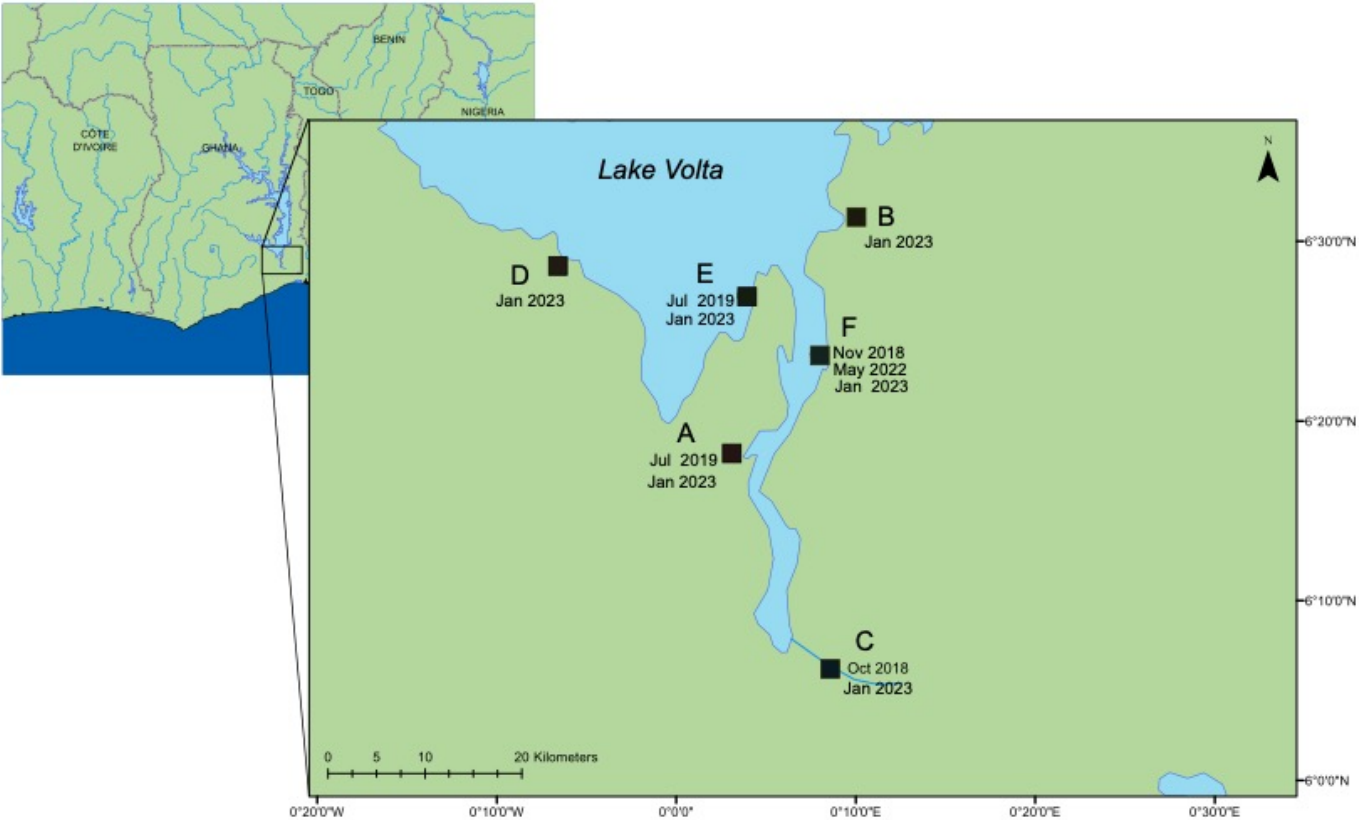 BENIN
TOGO
NIGERIA
CÔTE
D'IVOIRE
GHANA
Lake Volta
N
B
Jan 2023
6°30'0"N
D
Jan 2023
E
Jul 2019
Jan 2023
F
Nov 2018
May 2022
Jan 2023
6°20'0"N
A
Jul 2019
Jan 2023
6°10'0"N
C
Oct 2018
Jan 2023
0 5 10 20 Kilometers
6°0'0"N
0°20'0"W 0°10'0"W 0°0'0" 0°10'0"E 0°20'0"E 0°30'0"E